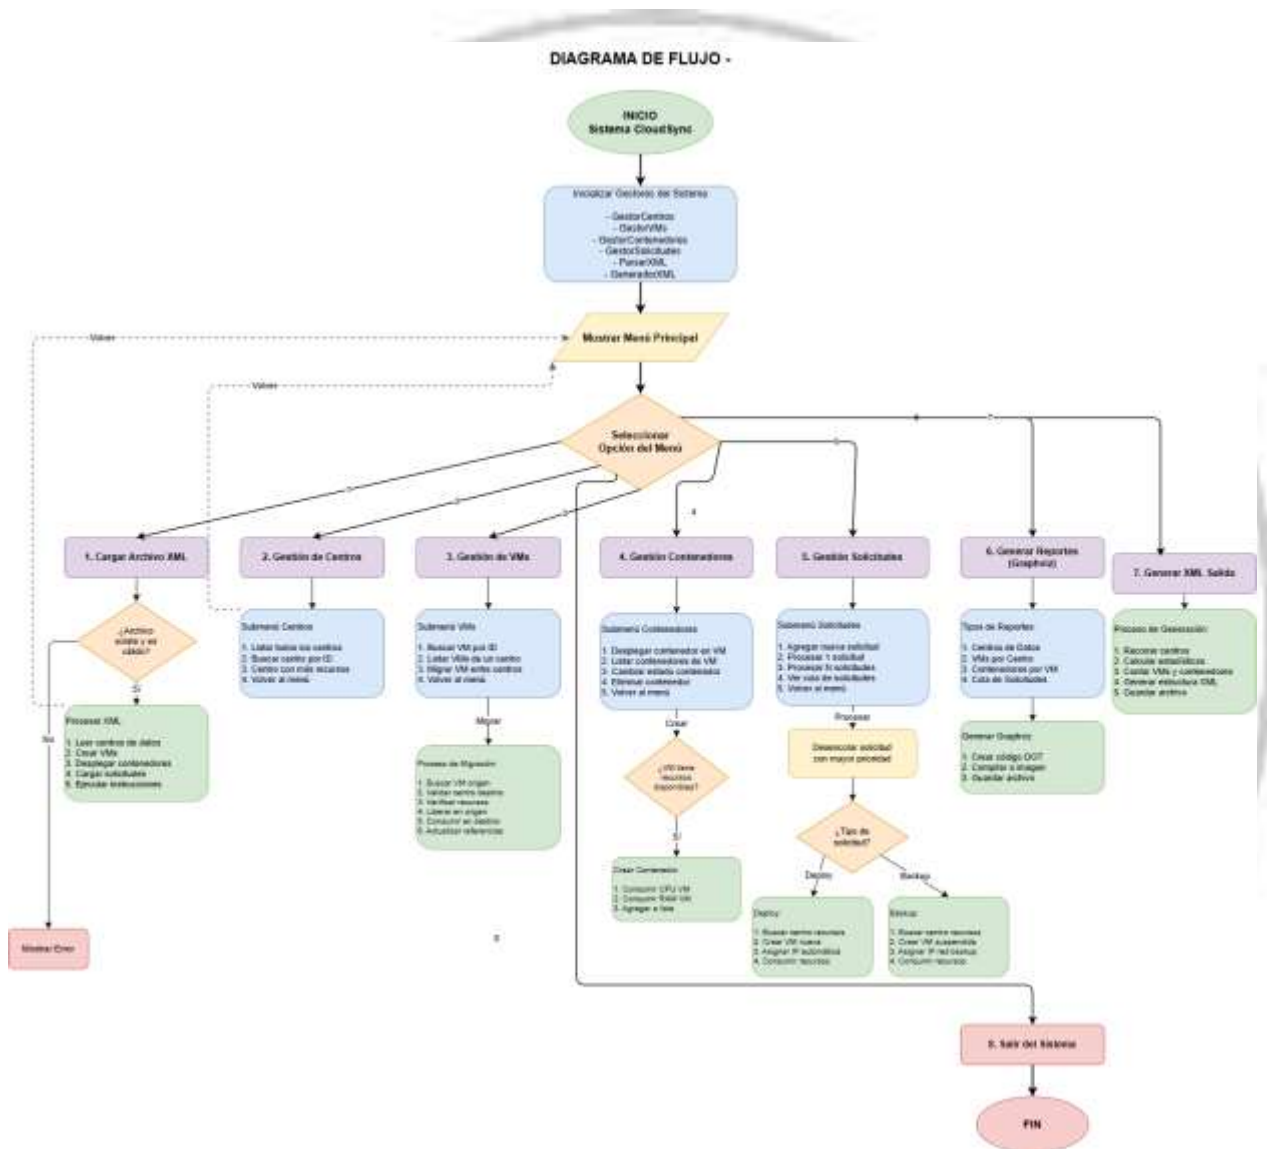 DIAGRAMA DE FLUJO -
INICIO
Sistema CloudSync
Inicializar Gestores del Sistema
- GestorCentros
- GestorVMs
- GestorContenedores
- GestorSolicitudes
- ParserXML
- GeneradorXML
Volver
Mostrar Menú Principal
Volver
Seleccionar
Opción del Menú
4
1. Cargar Archivo XML
2. Gestión de Centros
3. Gestión de VMs
4. Gestión Contenedores
5. Gestión Solicitudes
6. Generar Reportes
(Graphviz)
7. Generar XML Salida
¿Archivo
existe y es
válido?
Sí
No
Procesar XML
1. Leer centros de datos
2. Crear VMs
3. Desplegar contenedores
4. Cargar solicitudes
5. Ejecutar instrucciones
Mostrar Error
Submenú Centros
1. Listar todos los centros
2. Buscar centro por ID
3. Centro con más recursos
4. Volver al menú
Submenú VMs
1. Buscar VM por ID
2. Listar VMs de un centro
3. Migrar VM entre centros
4. Volver al menú
Migrar
Proceso de Migración
1. Buscar VM origen
2. Validar centro destino
3. Verificar recursos
4. Liberar en origen
5. Consumir en destino
6. Actualizar referencias
Submenú Contenedores
1. Desplegar contenedor en VM
2. Listar contenedores de VM
3. Cambiar estado contenedor
4. Eliminar contenedor
5. Volver al menú
Crear
¿VM tiene
recursos
disponibles?
Sí
Crear Contenedor
1. Consumir CPU VM
2. Consumir RAM VM
3. Agregar a lista
Submenú Solicitudes
1. Agregar nueva solicitud
2. Procesar 1 solicitud
3. Procesar N solicitudes
4. Ver cola de solicitudes
5. Volver al menú
Procesar
Desencolar solicitud
con mayor prioridad
¿Tipo de
solicitud?
Deploy
Backup
Deploy:
1. Buscar centro recursos
2. Crear VM nueva
3. Asignar IP automática
4. Consumir recursos
Backup:
1. Buscar centro recursos
2. Crear VM suspendida
3. Asignar IP red backup
4. Consumir recursos
Tipos de Reportes
1. Centros de Datos
2. VMs por Centro
3. Contenedores por VM
4. Cola de Solicitudes
Generar Graphviz
1. Crear código DOT
2. Compilar a imagen
3. Guardar archivo
Proceso de Generación:
1. Recorrer centros
2. Calcular estadísticas
3. Contar VMs y contenedores
4. Generar estructura XML
5. Guardar archivo
8
8. Salir del Sistema
FIN